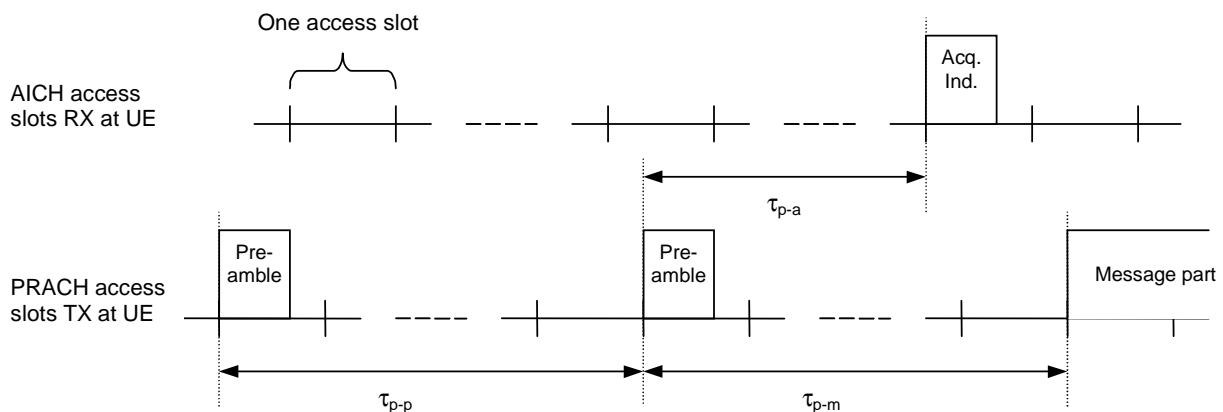 One access slot
AICH access
slots RX at UE
Acq.
Ind.
τp-a
PRACH access
slots TX at UE
Pre-
amble
Pre-
amble
Message part
τp-p
τp-m